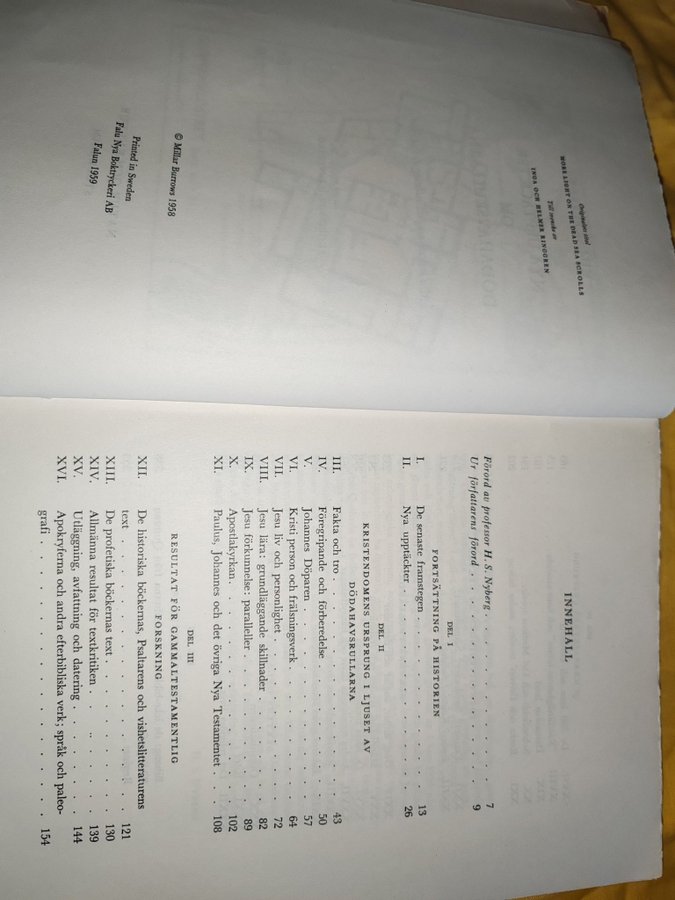 Originalets titel
MORE LIGHT ON THE DEAD SEA SCROLLS
Till svenska av
INGA OCH HELMER RINGGREN
© Millar Burrows 1958
Printed in Sweden
Falu Nya Boktryckeri AB
Falun 1959
INNEHÅLL
Förord av professor H. S. Nyberg . . . . . . . . . . . 7
Ur författarens förord . . . . . . . . . . . . 9
DEL I
FORTSÄTTNING PÅ HISTORIEN
I. De senaste framstegen . . . . . . . . . . . . 13
II. Nya upptäckter . . . . . . . . . . . . 26
DEL II
KRISTENDOMENS URSPRUNG I LJUSET AV
DÖDAHAVSRULLARNA
III. Fakta och tro . . . . . . . . . . . . 43
IV. Föregripande och förberedelse . . . . . . . . . 50
V. Johannes Döparen . . . . . . . . . . . 57
VI. Kristi person och frälsningsverk . . . . . . . . . 64
VII. Jesu liv och personlighet . . . . . . . . . . 72
VIII. Jesu lära: grundläggande skillnader . . . . . . . 82
IX. Jesu förkunnelse: paralleller . . . . . . . . . 89
X. Apostlakyrkan . . . . . . . . . . . . 102
XI. Paulus, Johannes och det övriga Nya Testamentet . . . 108
DEL III
RESULTAT FÖR GAMMALTESTAMENTLIG
FORSKNING
XII. De historiska böckernas, Psaltarens och vishetslitteraturens
text . . . . . . . . . . . . . . 121
XIII. De profetiska böckernas text . . . . . . . . . 130
XIV. Allmänna resultat för textkritiken . . . . . . . 139
XV. Utläggning, avfattning och datering . . . . . . . 144
XVI. Apokryferna och andra efterbibliska verk; språk och paleo-
grafi . . . . . . . . . . . . . . 154